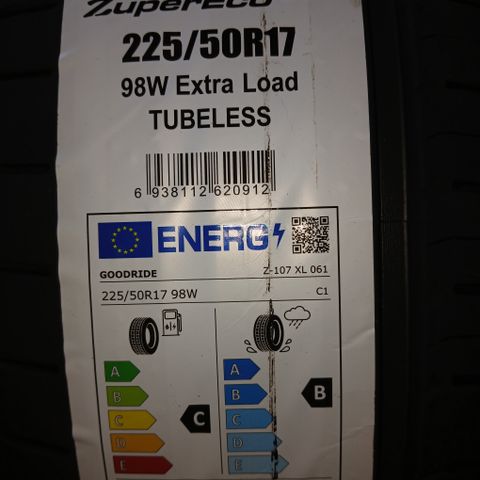 ZuperEco
225/50R17
98W Extra Load
TUBELESS
6 938112 620912
ENERG
GOODRIDE Z-107 XL 061
225/50R17 98W C1
A A
B B B
C C C
D D
E E